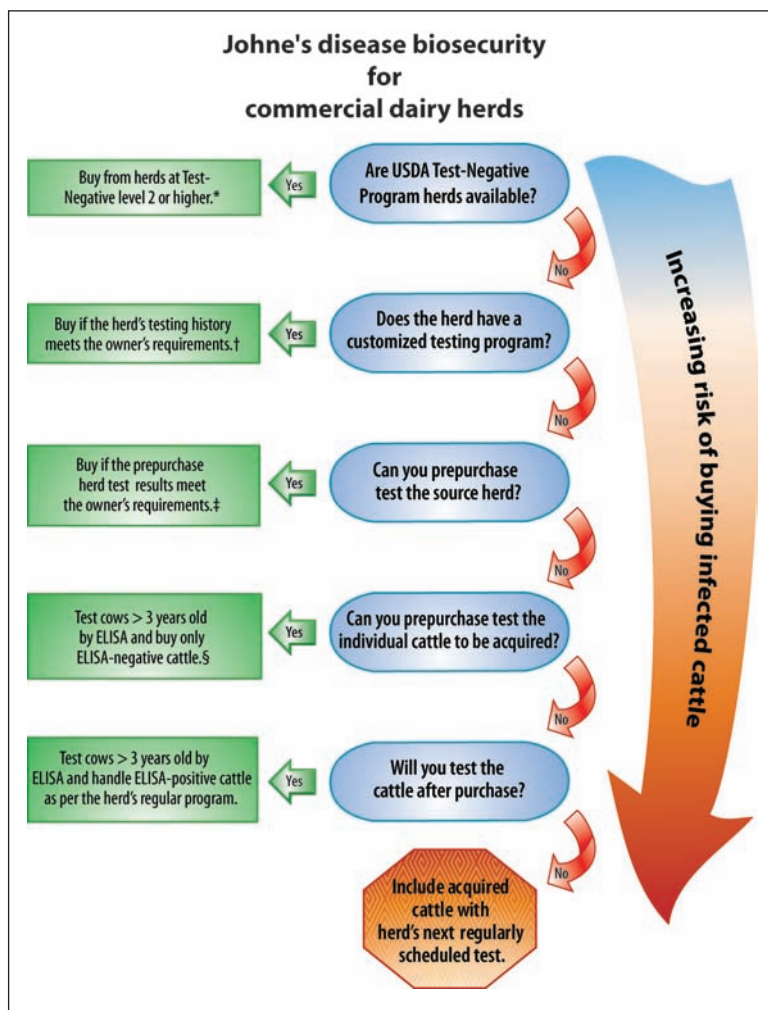 Johne's disease biosecurity
for
commercial dairy herds
Are USDA Test-Negative
Program herds available?
Yes
Buy from herds at Test-
Negative level 2 or higher.*
No
Does the herd have a
customized testing program?
Yes
Buy if the herd's testing history
meets the owner's requirements.†
No
Can you prepurchase
test the source herd?
Yes
Buy if the prepurchase
herd test results meet
the owner's requirements.‡
No
Can you prepurchase test the
individual cattle to be acquired?
Yes
Test cows > 3 years old
by ELISA and buy only
ELISA-negative cattle.§
No
Will you test the
cattle after purchase?
Yes
Test cows > 3 years old by
ELISA and handle ELISA-positive cattle
as per the herd's regular program.
No
Include acquired
cattle with
herd's next regularly
scheduled test.
Increasing risk of buying infected cattle